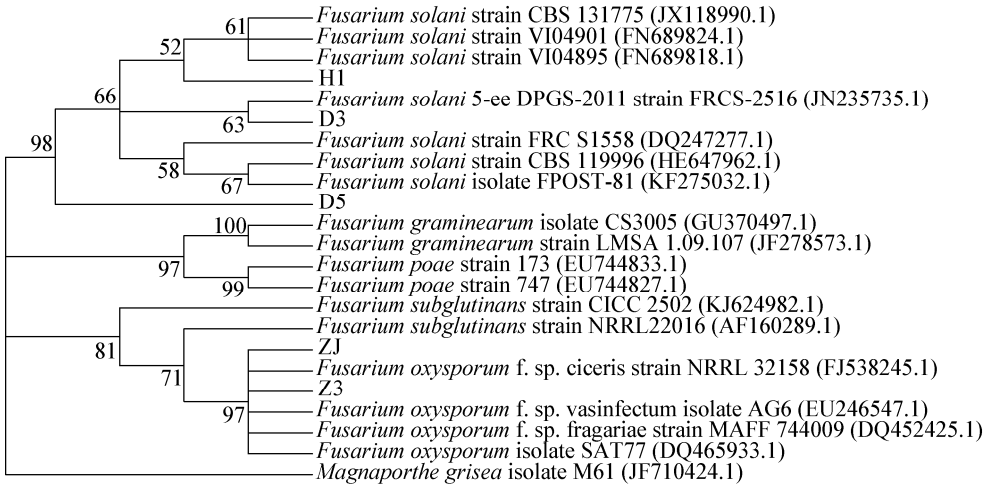 61 Fusarium solani strain CBS 131775 (JX118990.1)
52 Fusarium solani strain VI04901 (FN689824.1)
Fusarium solani strain VI04895 (FN689818.1)
H1
66 Fusarium solani 5-ee DPGS-2011 strain FRCS-2516 (JN235735.1)
63 D3
98 Fusarium solani strain FRC S1558 (DQ247277.1)
58 Fusarium solani strain CBS 119996 (HE647962.1)
67 Fusarium solani isolate FPOST-81 (KF275032.1)
D5
100 Fusarium graminearum isolate CS3005 (GU370497.1)
Fusarium graminearum strain LMSA 1.09.107 (JF278573.1)
97 Fusarium poae strain 173 (EU744833.1)
99 Fusarium poae strain 747 (EU744827.1)
Fusarium subglutinans strain CICC 2502 (KJ624982.1)
Fusarium subglutinans strain NRRL22016 (AF160289.1)
81 ZJ
71 Fusarium oxysporum f. sp. ciceris strain NRRL 32158 (FJ538245.1)
Z3
97 Fusarium oxysporum f. sp. vasinfectum isolate AG6 (EU246547.1)
Fusarium oxysporum f. sp. fragariae strain MAFF 744009 (DQ452425.1)
Fusarium oxysporum isolate SAT77 (DQ465933.1)
Magnaporthe grisea isolate M61 (JF710424.1)